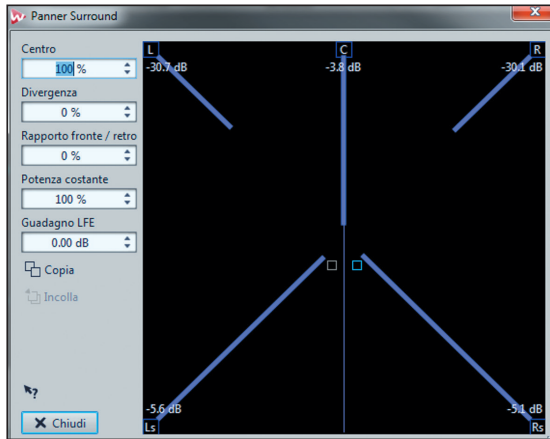 Panner Surround
Centro
100 %
Divergenza
0 %
Rapporto fronte / retro
0 %
Potenza costante
100 %
Guadagno LFE
0.00 dB
Copia
Incolla
?
Chiudi
L C R
-30.7 dB -3.8 dB -30.1 dB
-5.6 dB -5.1 dB
Ls Rs